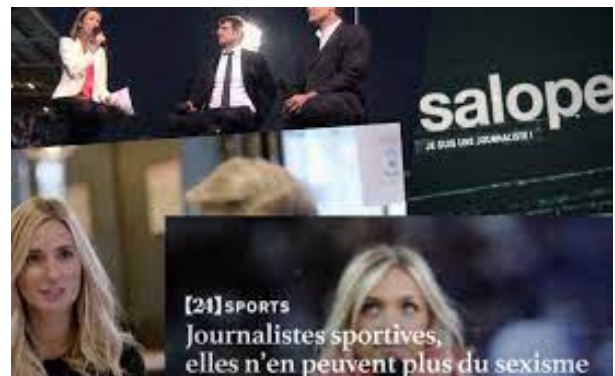 salope
JE SUIS UNE JOURNALISTE !
[24] SPORTS
Journalistes sportives,
elles n'en peuvent plus du sexisme